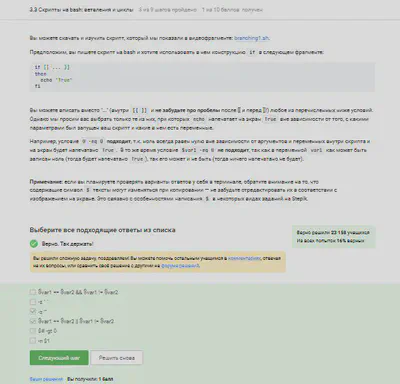 3.3 Скрипты на bash: ветвления и циклы 6 из 9 шагов пройдено 1 из 10 баллов получен
Вы можете скачать и изучить скрипт, который мы показали в видеофрагменте: branching1.sh.
Предположим, вы пишете скрипт на bash и хотите использовать в нем конструкцию if в следующем фрагменте:
if [[ ... ]]
then
echo "True"
fi
Вы можете вписать вместо "..." (внутри [[ ]] и не забудьте про пробелы после [[ и перед ]]!) любое из перечисленных ниже условий.
Однако мы просим вас выбрать только те из них, при которых echo напечатает на экран True вне зависимости от того, с какими
параметрами был запущен ваш скрипт и какие в нем есть переменные.
Например, условие 0 -eq 0 подходит, т.к. ноль всегда равен нулю вне зависимости от аргументов и переменных внутри скрипта и
на экран будет напечатано True. В то же время условие $var1 -eq 0 не подходит, так как в переменной var1 как может быть
записан ноль (тогда будет напечатано True), так его может и не быть (тогда ничего напечатано не будет).
Примечание: если вы планируете проверять варианты ответов у себя в терминале, обратите внимание на то, что
содержащие символ $ тексты могут измениться при копировании — не забудьте отредактировать их в соответствии с
изображением на экране. Это связано с особенностями написания $ в некоторых видах заданий на Stepik.
Выберите все подходящие ответы из списка
Верно. Так держать!
Верно решили 23 158 учащихся
Из всех попыток 16% верных
Вы решили сложную задачу, поздравляем! Вы можете помочь остальным учащимся в комментариях, отвечая
на их вопросы, или сравнить своё решение с другими на форуме решений.
$var1 == $var2 && $var1 != $var2
-z ""
$var1 == $var2 || $var1 != $var2
$# -gt 0
Следующий шаг
Решить снова
Ваши решения Вы получили: 1 балл